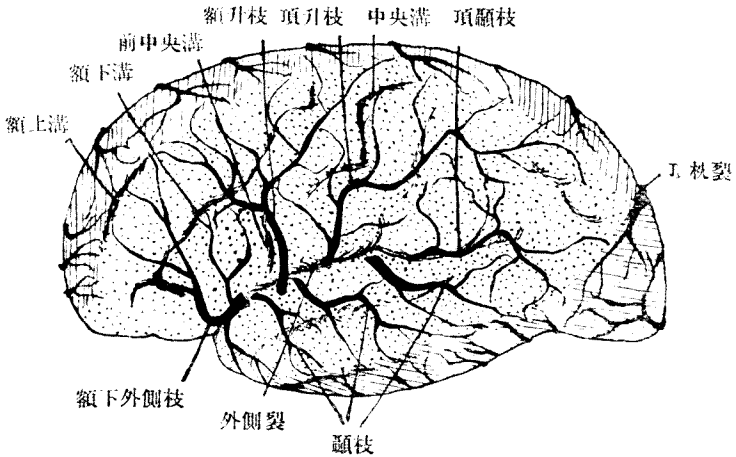 額升枝 頂升枝 中央溝 頂顳枝
前中央溝
額下溝
額上溝
頂枕裂
額下外側枝
外側裂
顳枝